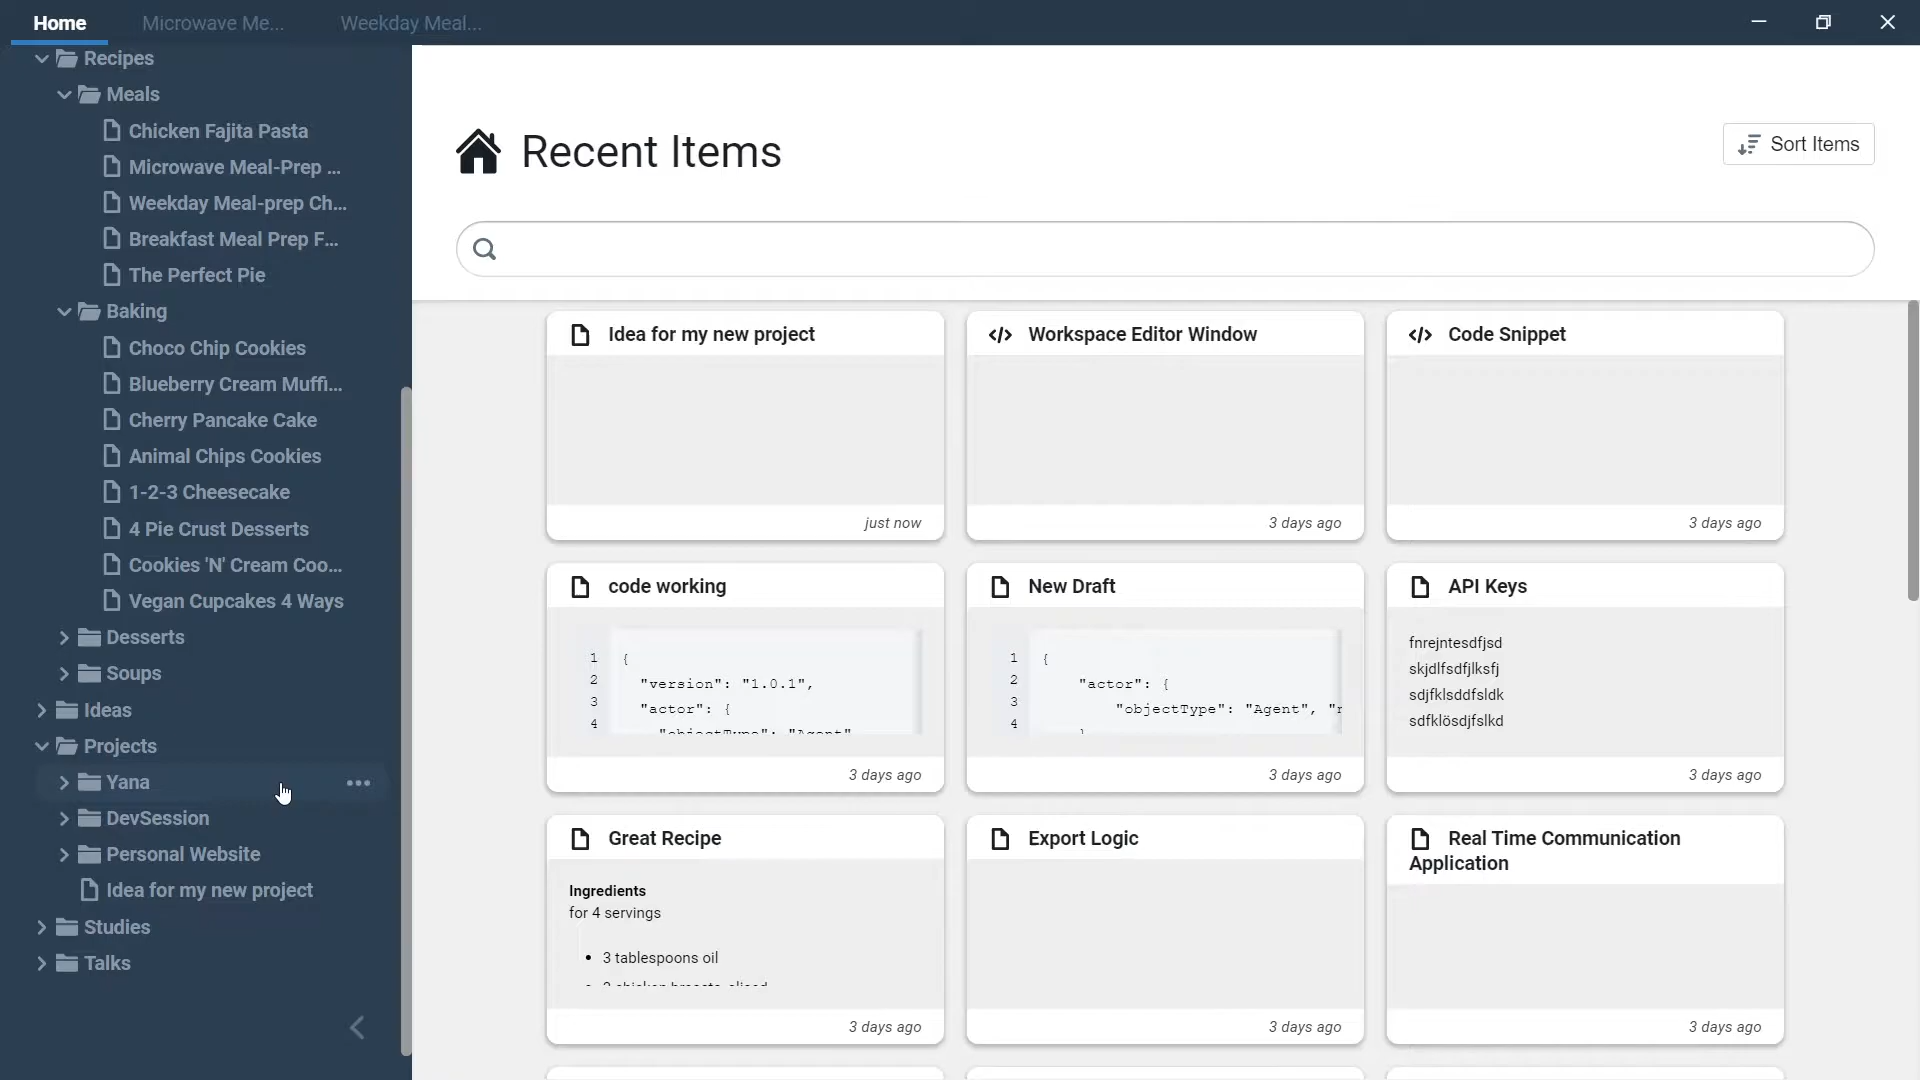 Home
Microwave Me...
Weekday Meal...
Recipes
Meals
Chicken Fajita Pasta
Microwave Meal-Prep ...
Weekday Meal-prep Ch...
Breakfast Meal Prep F...
The Perfect Pie
Baking
Choco Chip Cookies
Blueberry Cream Muffi...
Cherry Pancake Cake
Animal Chips Cookies
1-2-3 Cheesecake
4 Pie Crust Desserts
Cookies 'N' Cream Coo...
Vegan Cupcakes 4 Ways
Desserts
Soups
Ideas
Projects
Yana
DevSession
Personal Website
Idea for my new project
Studies
Talks
Recent Items
Sort Items
Idea for my new project
just now
Workspace Editor Window
3 days ago
Code Snippet
3 days ago
code working
1 {
2 "version": "1.0.1",
3 "actor": {
4 "objectType": "Agent"
3 days ago
New Draft
1 {
2 "actor": {
3 "objectType": "Agent", "n
4 }
3 days ago
API Keys
fnrejntesdfjsd
skjdlfsdfjlksfj
sdjfklsddfsldk
sdfklösdjfslkd
3 days ago
Great Recipe
Ingredients
for 4 servings
• 3 tablespoons oil
chicken breasts, sliced
3 days ago
Export Logic
3 days ago
Real Time Communication
Application
3 days ago